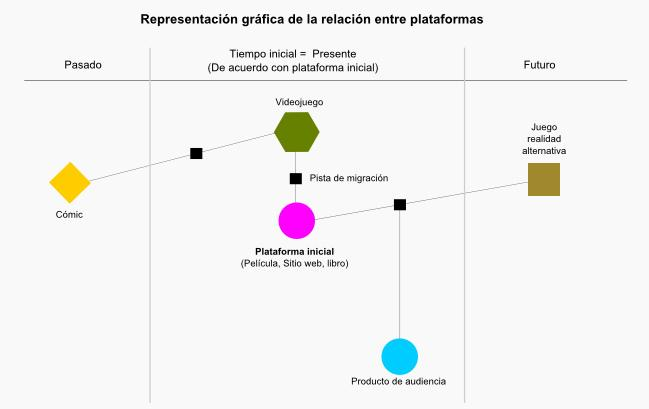 Representación gráfica de la relación entre plataformas
Pasado
Tiempo inicial = Presente
(De acuerdo con plataforma inicial)
Futuro
Videojuego
Juego
realidad
alternativa
Pista de migración
Cómic
Plataforma inicial
(Película, Sitio web, libro)
Producto de audiencia